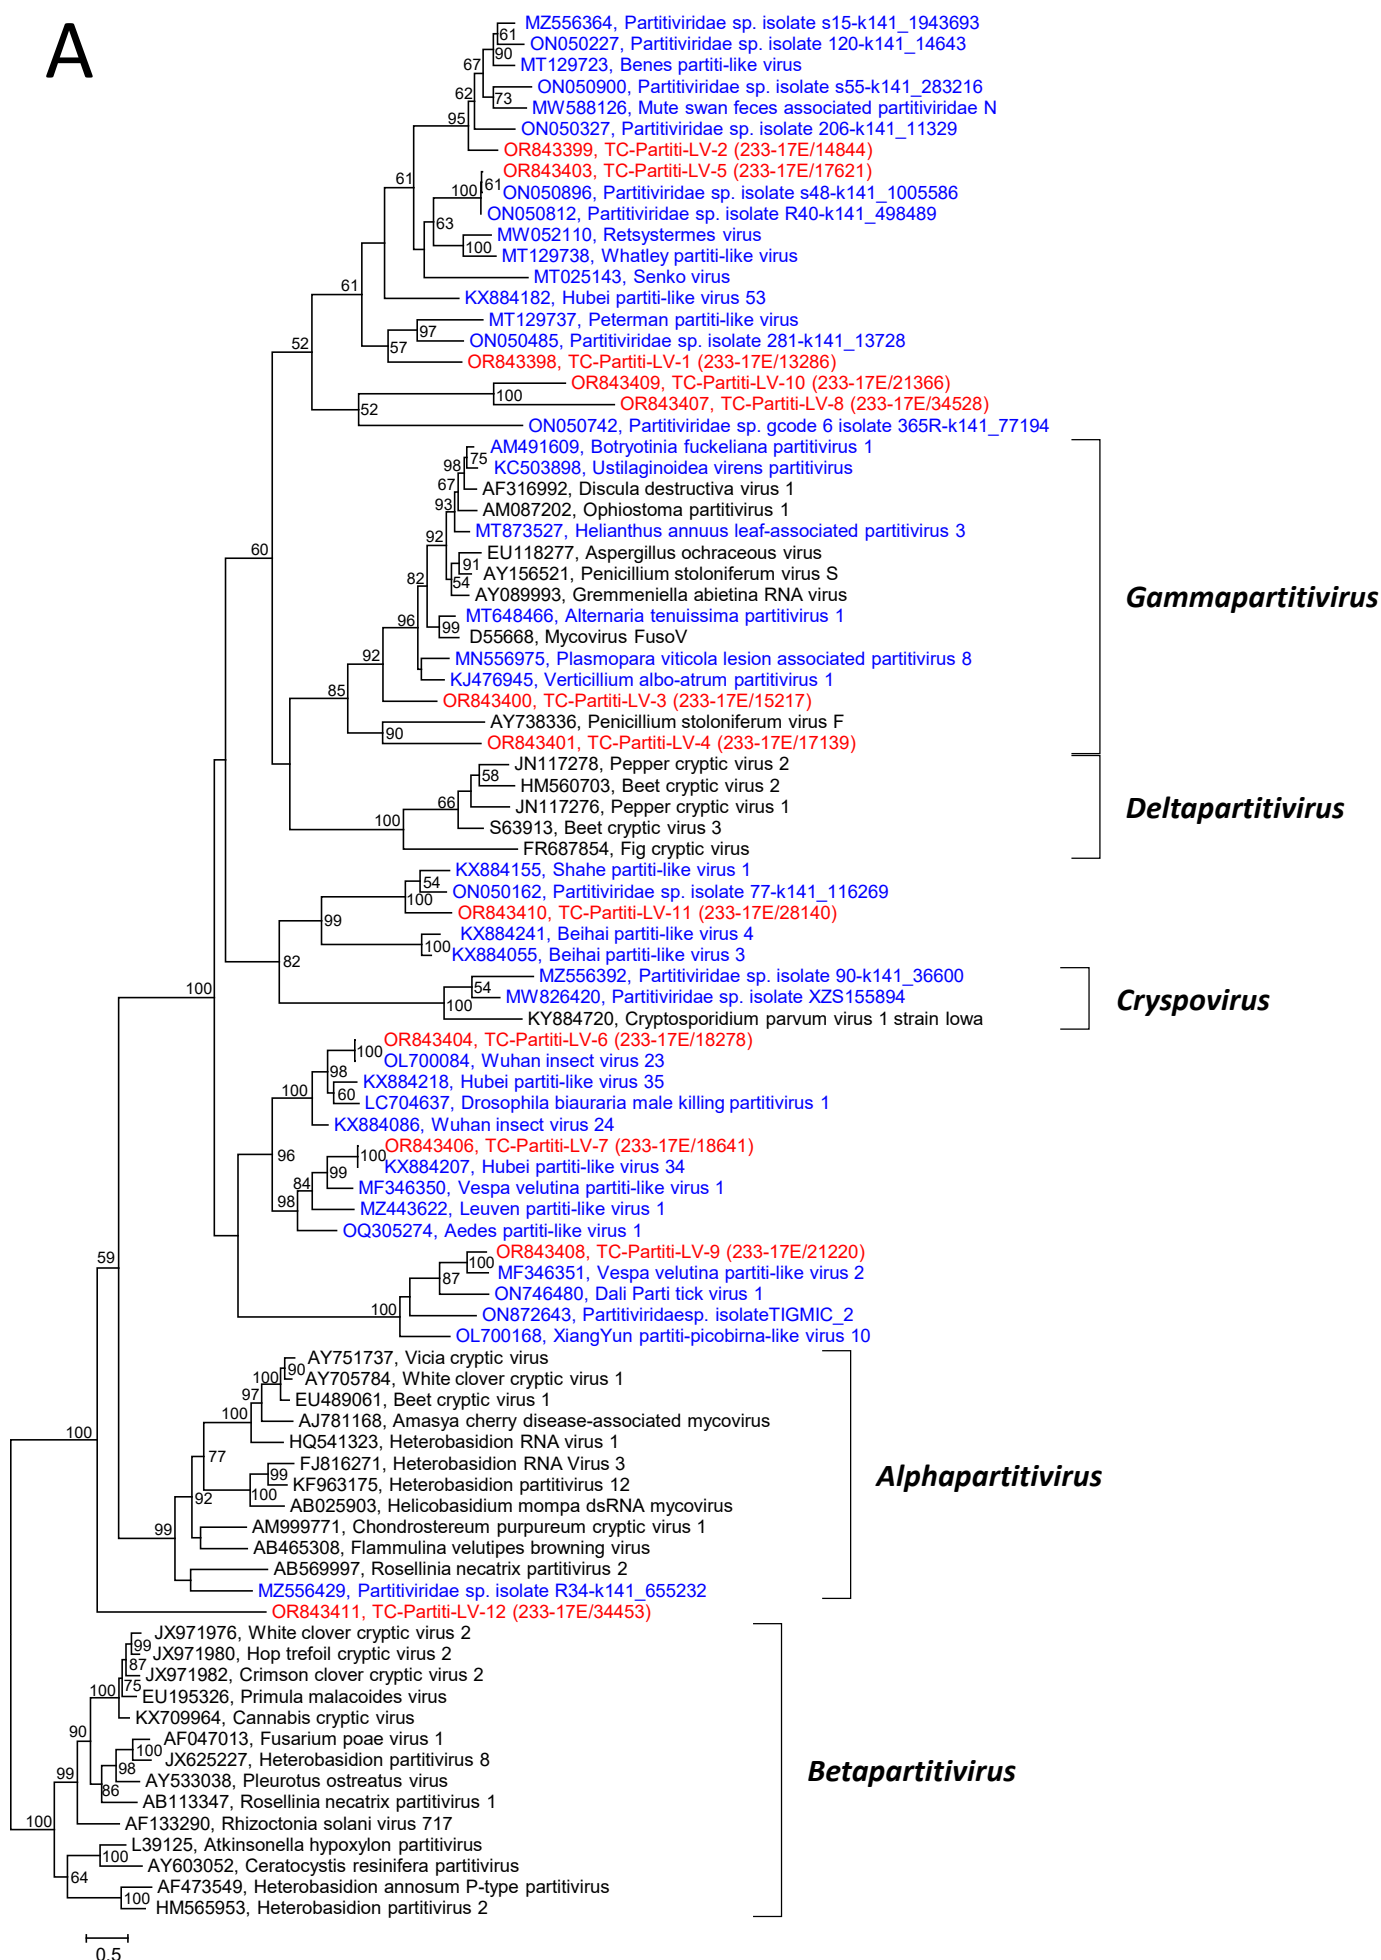 A
MZ556364, Partitiviridae sp. isolate s15-k141_1943693
61
ON050227, Partitiviridae sp. isolate 120-k141_14643
90
67
MT129723, Benes partiti-like virus
ON050900, Partitiviridae sp. isolate s55-k141_283216
62
73
MW588126, Mute swan feces associated partitiviridae N
95
ON050327, Partitiviridae sp. isolate 206-k141_11329
OR843399, TC-Partiti-LV-2 (233-17E/14844)
OR843403, TC-Partiti-LV-5 (233-17E/17621)
61
100
61
ON050896, Partitiviridae sp. isolate s48-k141_1005586
ON050812, Partitiviridae sp. isolate R40-k141_498489
63
MW052110, Retsystermes virus
100
MT129738, Whatley partiti-like virus
MT025143, Senko virus
61
KX884182, Hubei partiti-like virus 53
MT129737, Peterman partiti-like virus
97
ON050485, Partitiviridae sp. isolate 281-k141_13728
52
57
OR843398, TC-Partiti-LV-1 (233-17E/13286)
OR843409, TC-Partiti-LV-10 (233-17E/21366)
100
OR843407, TC-Partiti-LV-8 (233-17E/34528)
52
ON050742, Partitiviridae sp. gcode 6 isolate 365R-k141_77194
AM491609, Botryotinia fuckeliana partitivirus 1
75
98
KC503898, Ustilaginoidea virens partitivirus
67
AF316992, Discula destructiva virus 1
93
AM087202, Ophiostoma partitivirus 1
MT873527, Helianthus annuus leaf-associated partitivirus 3
92
60
EU118277, Aspergillus ochraceous virus
91
AY156521, Penicillium stoloniferum virus S
82
54
AY089993, Gremmeniella abietina RNA virus
Gammapartitivirus
MT648466, Alternaria tenuissima partitivirus 1
96
99
D55668, Mycovirus FusoV
92
MN556975, Plasmopara viticola lesion associated partitivirus 8
KJ476945, Verticillium albo-atrum partitivirus 1
85
OR843400, TC-Partiti-LV-3 (233-17E/15217)
AY738336, Penicillium stoloniferum virus F
90
OR843401, TC-Partiti-LV-4 (233-17E/17139)
JN117278, Pepper cryptic virus 2
58
HM560703, Beet cryptic virus 2
66
JN117276, Pepper cryptic virus 1
Deltapartitivirus
100
S63913, Beet cryptic virus 3
FR687854, Fig cryptic virus
KX884155, Shahe partiti-like virus 1
54
ON050162, Partitiviridae sp. isolate 77-k141_116269
100
OR843410, TC-Partiti-LV-11 (233-17E/28140)
99
KX884241, Beihai partiti-like virus 4
100
KX884055, Beihai partiti-like virus 3
82
MZ556392, Partitiviridae sp. isolate 90-k141_36600
54
100
MW826420, Partitiviridae sp. isolate XZS155894
100
Cryspovirus
KY884720, Cryptosporidium parvum virus 1 strain Iowa
OR843404, TC-Partiti-LV-6 (233-17E/18278)
100
OL700084, Wuhan insect virus 23
98
KX884218, Hubei partiti-like virus 35
100
60
LC704637, Drosophila biauraria male killing partitivirus 1
KX884086, Wuhan insect virus 24
OR843406, TC-Partiti-LV-7 (233-17E/18641)
96
100
KX884207, Hubei partiti-like virus 34
99
84
MF346350, Vespa velutina partiti-like virus 1
98
MZ443622, Leuven partiti-like virus 1
OQ305274, Aedes partiti-like virus 1
59
OR843408, TC-Partiti-LV-9 (233-17E/21220)
100
MF346351, Vespa velutina partiti-like virus 2
87
ON746480, Dali Parti tick virus 1
100
ON872643, Partitiviridaesp. isolateTIGMIC_2
OL700168, XiangYun partiti-picobirna-like virus 10
AY751737, Vicia cryptic virus
90
100
AY705784, White clover cryptic virus 1
97
EU489061, Beet cryptic virus 1
100
AJ781168, Amasya cherry disease-associated mycovirus
100
HQ541323, Heterobasidion RNA virus 1
77
FJ816271, Heterobasidion RNA Virus 3
99
Alphapartitivirus
KF963175, Heterobasidion partitivirus 12
92
100
AB025903, Helicobasidium mompa dsRNA mycovirus
99
AM999771, Chondrostereum purpureum cryptic virus 1
AB465308, Flammulina velutipes browning virus
AB569997, Rosellinia necatrix partitivirus 2
MZ556429, Partitiviridae sp. isolate R34-k141_655232
OR843411, TC-Partiti-LV-12 (233-17E/34453)
JX971976, White clover cryptic virus 2
99
JX971980, Hop trefoil cryptic virus 2
87
JX971982, Crimson clover cryptic virus 2
75
100
EU195326, Primula malacoides virus
KX709964, Cannabis cryptic virus
90
AF047013, Fusarium poae virus 1
100
JX625227, Heterobasidion partitivirus 8
98
99
Betapartitivirus
AY533038, Pleurotus ostreatus virus
86
AB113347, Rosellinia necatrix partitivirus 1
100
AF133290, Rhizoctonia solani virus 717
L39125, Atkinsonella hypoxylon partitivirus
100
AY603052, Ceratocystis resinifera partitivirus
64
AF473549, Heterobasidion annosum P-type partitivirus
100
HM565953, Heterobasidion partitivirus 2
0.5